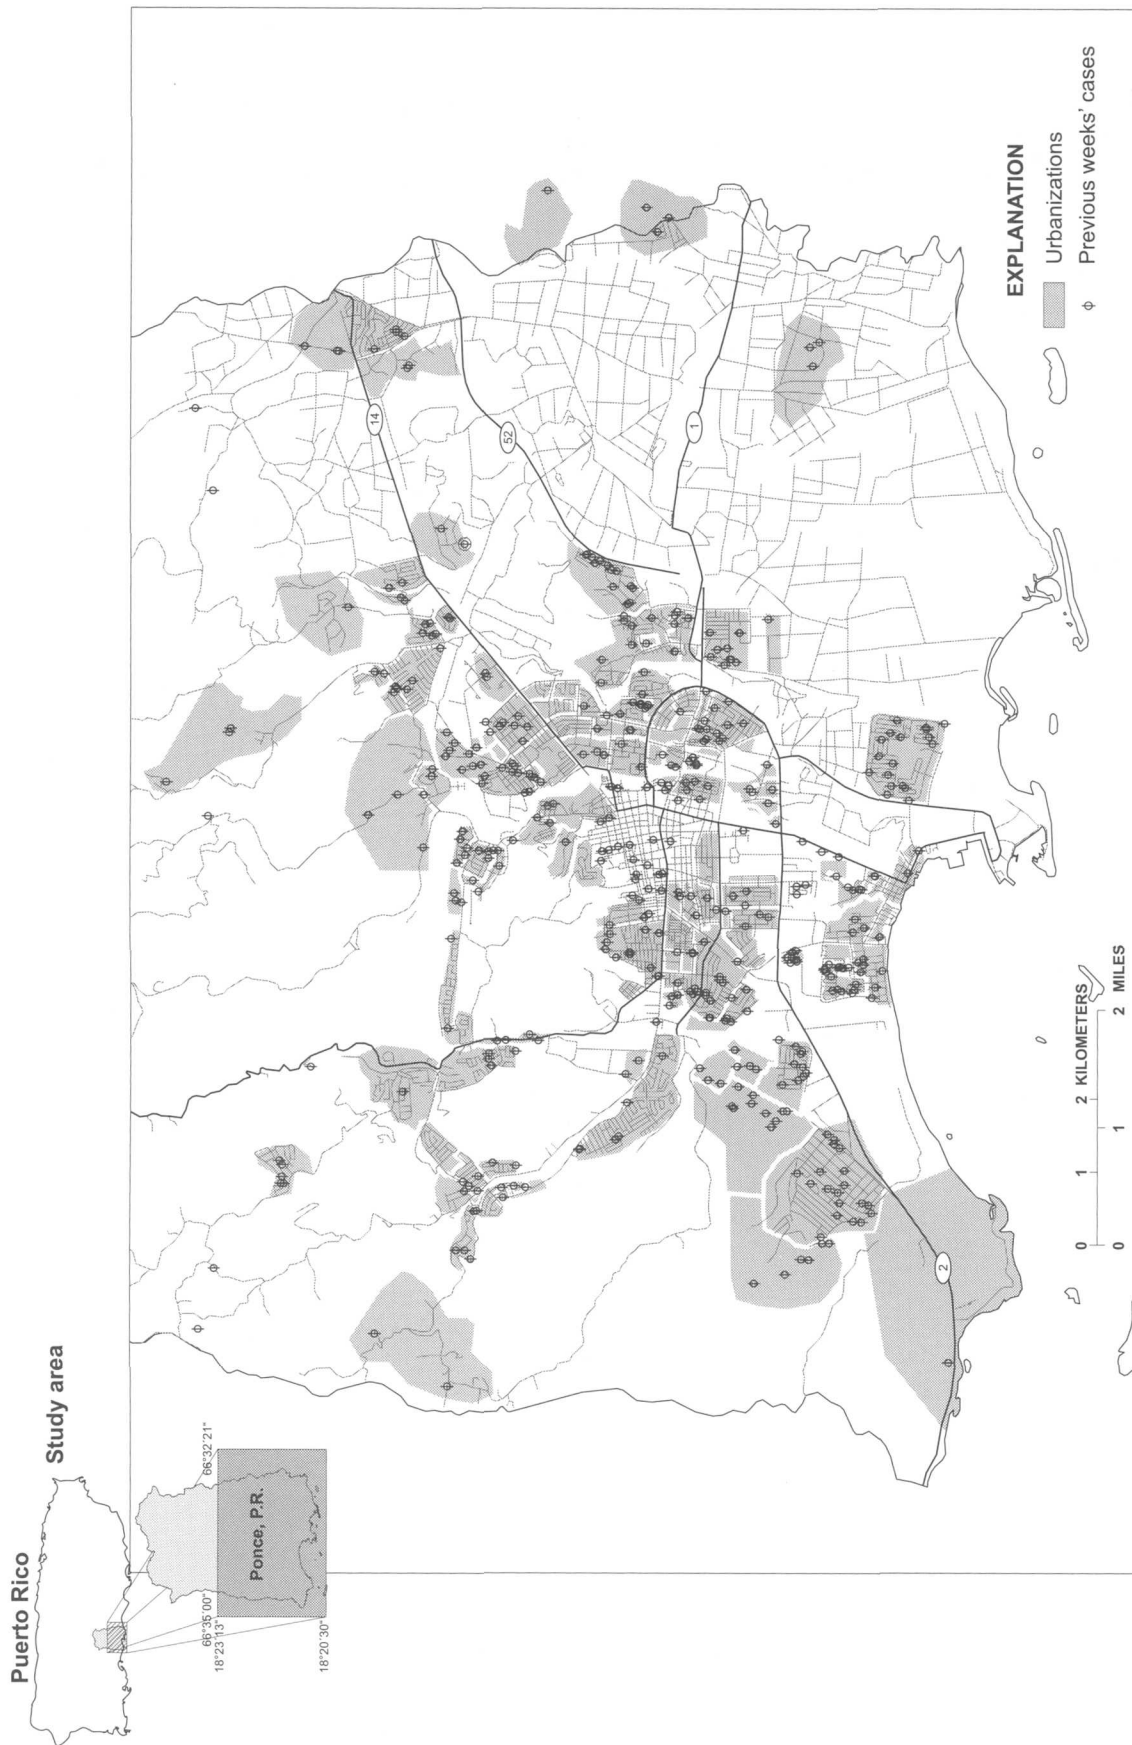 Puerto Rico
Study area
66°35'00"
66°32'21"
18°23'13"
Ponce, P.R.
18°20'30"
14
52
1
2
EXPLANATION
Urbanizations
Previous weeks' cases
0 1 2 KILOMETERS
0 1 2 MILES